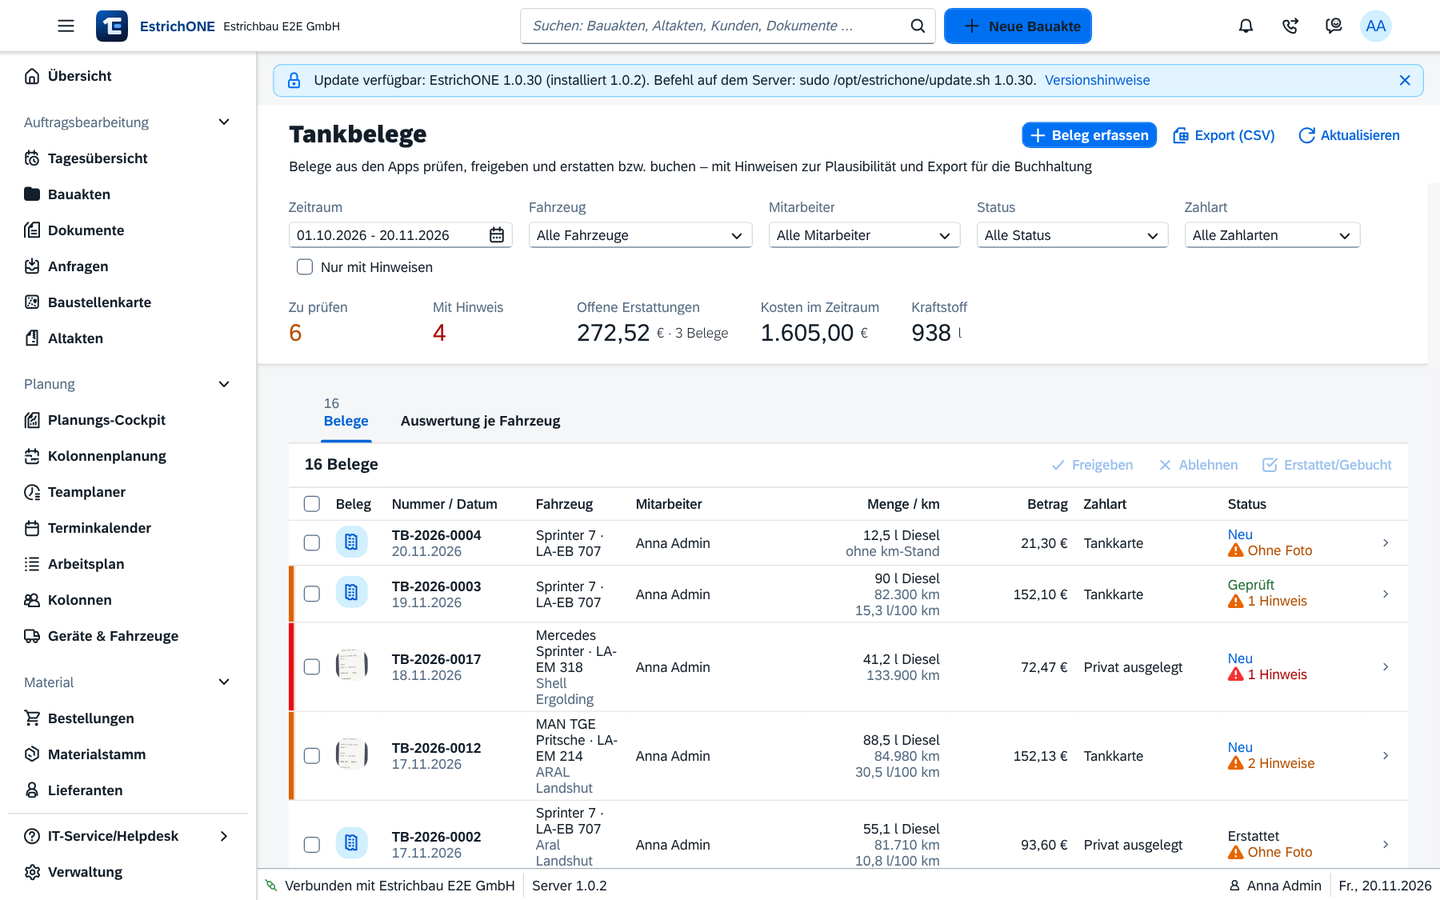 EstrichONE Estrichbau E2E GmbH
Suchen: Bauakten, Altakten, Kunden, Dokumente ...
Neue Bauakte
AA
Übersicht
Auftragsbearbeitung
Tagesübersicht
Bauakten
Dokumente
Anfragen
Baustellenkarte
Altakten
Planung
Planungs-Cockpit
Kolonnenplanung
Teamplaner
Terminkalender
Arbeitsplan
Kolonnen
Geräte & Fahrzeuge
Material
Bestellungen
Materialstamm
Lieferanten
IT-Service/Helpdesk
Verwaltung
Update verfügbar: EstrichONE 1.0.30 (installiert 1.0.2). Befehl auf dem Server: sudo /opt/estrichone/update.sh 1.0.30. Versionshinweise
Tankbelege
Beleg erfassen
Export (CSV)
Aktualisieren
Belege aus den Apps prüfen, freigeben und erstatten bzw. buchen – mit Hinweisen zur Plausibilität und Export für die Buchhaltung
Zeitraum Fahrzeug Mitarbeiter Status Zahlart
01.10.2026 - 20.11.2026 Alle Fahrzeuge Alle Mitarbeiter Alle Status Alle Zahlarten
Nur mit Hinweisen
Zu prüfen Mit Hinweis Offene Erstattungen Kosten im Zeitraum Kraftstoff
6 4 272,52 € · 3 Belege 1.605,00 € 938 l
16
Belege Auswertung je Fahrzeug
16 Belege Freigeben Ablehnen Erstattet/Gebucht
Beleg Nummer / Datum Fahrzeug Mitarbeiter Menge / km Betrag Zahlart Status
TB-2026-0004
20.11.2026
Sprinter 7 ·
LA-EB 707
Anna Admin
12,5 l Diesel
ohne km-Stand
21,30 €
Tankkarte
Neu
Ohne Foto
TB-2026-0003
19.11.2026
Sprinter 7 ·
LA-EB 707
Anna Admin
90 l Diesel
82.300 km
15,3 l/100 km
152,10 €
Tankkarte
Geprüft
1 Hinweis
TB-2026-0017
18.11.2026
Mercedes
Sprinter · LA-
EM 318
Shell
Ergolding
Anna Admin
41,2 l Diesel
133.900 km
72,47 €
Privat ausgelegt
Neu
1 Hinweis
TB-2026-0012
17.11.2026
MAN TGE
Pritsche · LA-
EM 214
ARAL
Landshut
Anna Admin
88,5 l Diesel
84.980 km
30,5 l/100 km
152,13 €
Tankkarte
Neu
2 Hinweise
TB-2026-0002
17.11.2026
Sprinter 7 ·
LA-EB 707
Aral
Landshut
Anna Admin
55,1 l Diesel
81.710 km
10,8 l/100 km
93,60 €
Privat ausgelegt
Erstattet
Ohne Foto
Verbunden mit Estrichbau E2E GmbH
Server 1.0.2
Anna Admin
Fr., 20.11.2026